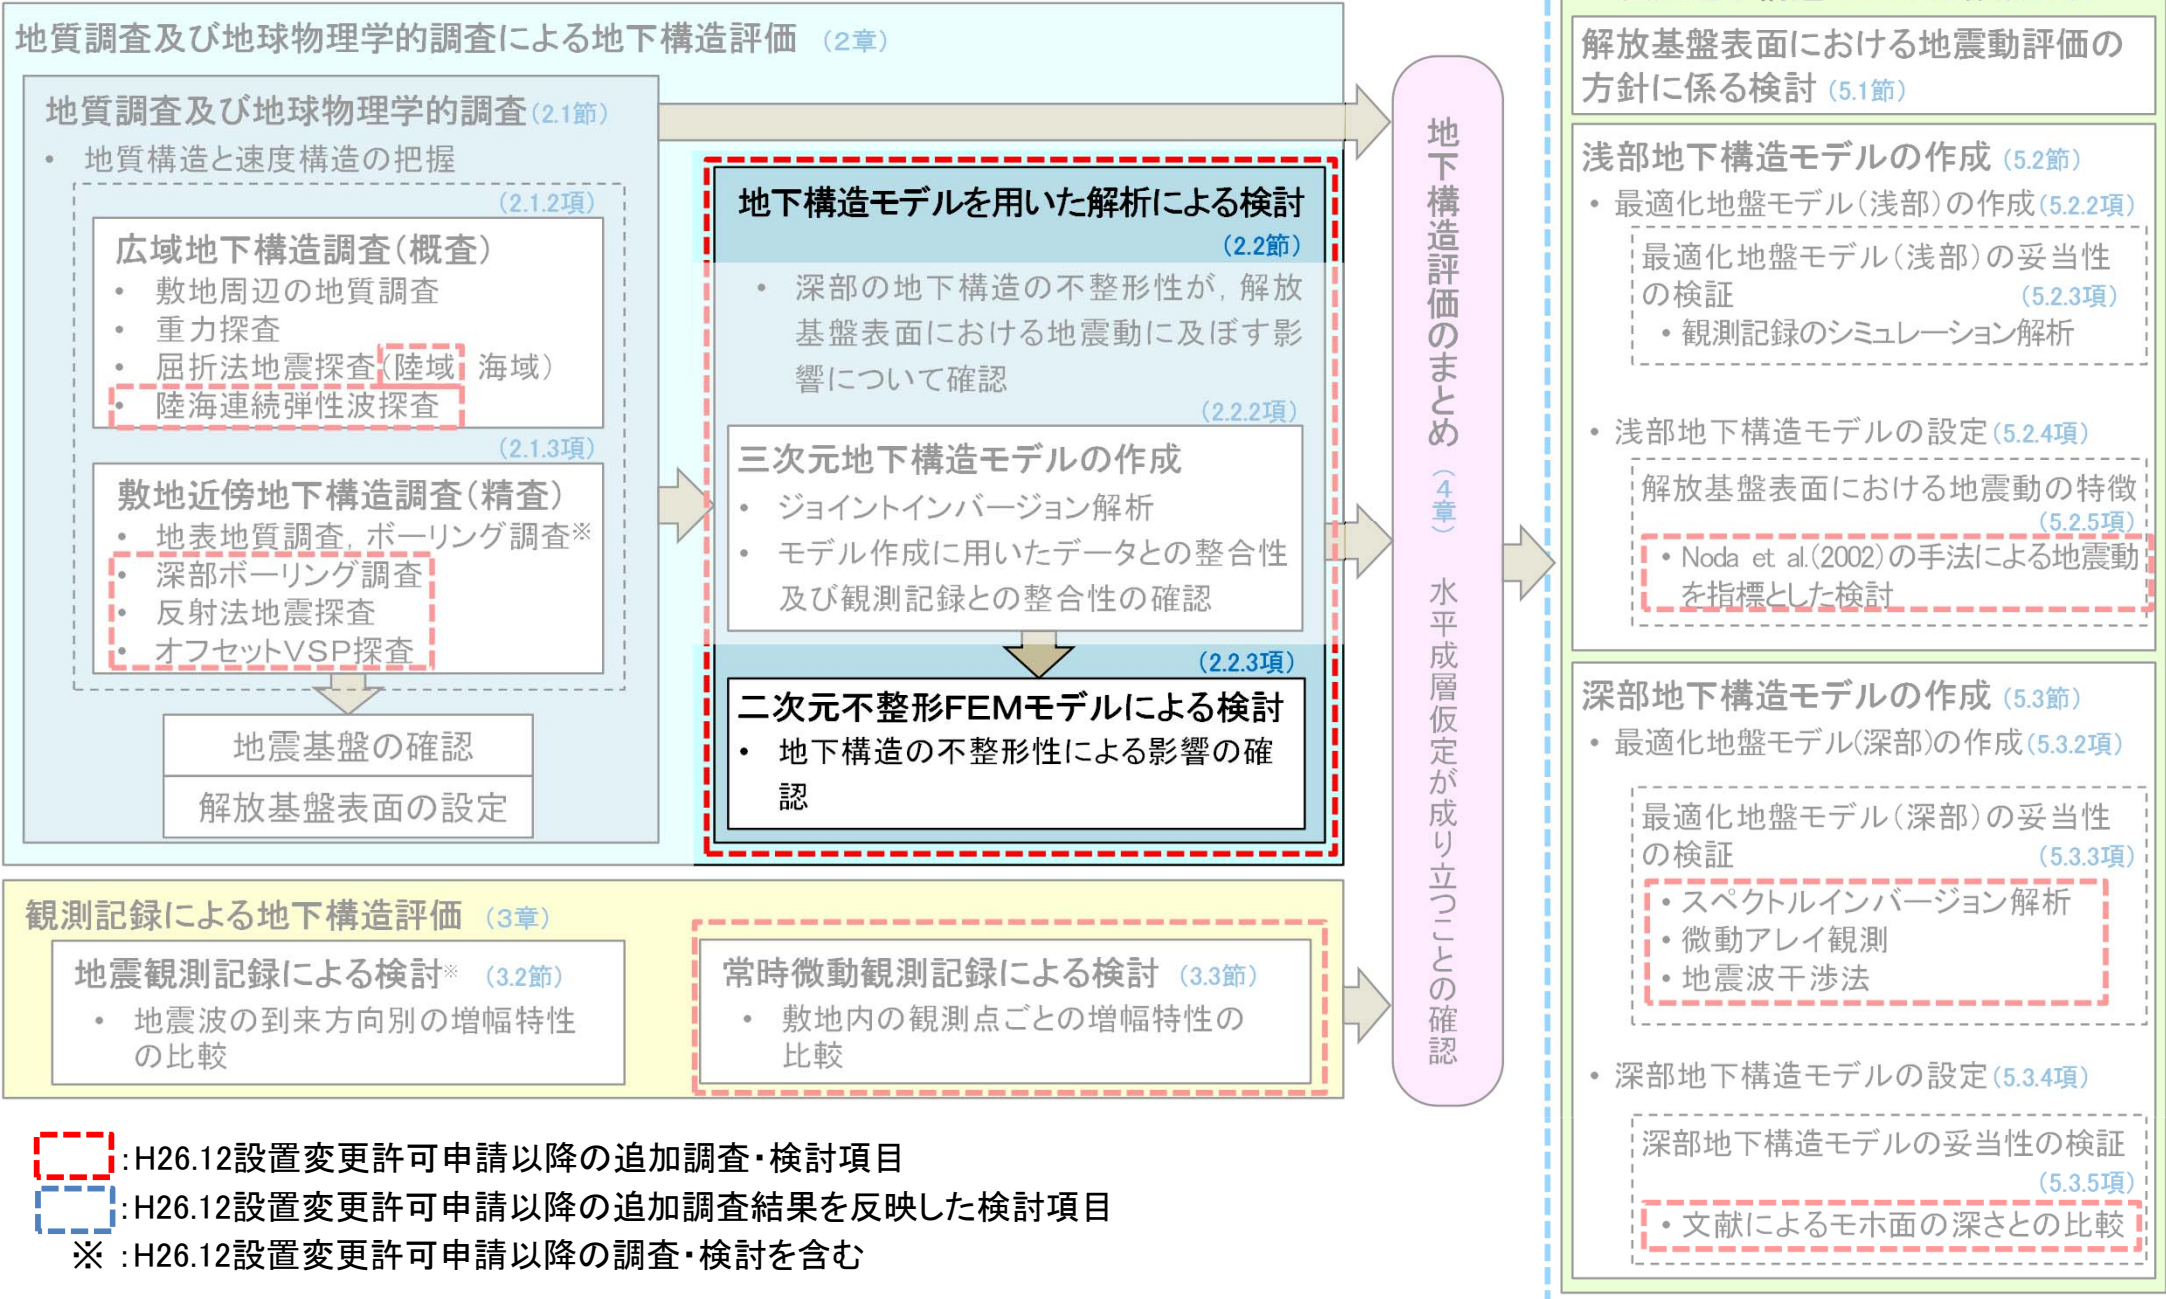 地質調査及び地球物理学的調査による地下構造評価 (2章)
地質調査及び地球物理学的調査(2.1節)
• 地質構造と速度構造の把握
(2.1.2項)
広域地下構造調査(概査)
• 敷地周辺の地質調査
• 重力探査
• 屈折法地震探査(陸域 海域)
• 陸海連続弾性波探査
(2.1.3項)
敷地近傍地下構造調査(精査)
• 地表地質調査, ボーリング調査※
• 深部ボーリング調査
• 反射法地震探査
• オフセットVSP探査
地震基盤の確認
解放基盤表面の設定
地下構造モデルを用いた解析による検討
(2.2節)
• 深部の地下構造の不整形性が, 解放
基盤表面における地震動に及ぼす影
響について確認
(2.2.2項)
三次元地下構造モデルの作成
• ジョイントインバージョン解析
• モデル作成に用いたデータとの整合性
及び観測記録との整合性の確認
(2.2.3項)
二次元不整形FEMモデルによる検討
• 地下構造の不整形性による影響の確
認
観測記録による地下構造評価 (3章)
地震観測記録による検討※ (3.2節)
• 地震波の到来方向別の増幅特性
の比較
常時微動観測記録による検討 (3.3節)
• 敷地内の観測点ごとの増幅特性の
比較
地下構造評価のまとめ (4章) 水平成層仮定が成り立つことの確認
解放基盤表面における地震動評価の
方針に係る検討 (5.1節)
浅部地下構造モデルの作成 (5.2節)
• 最適化地盤モデル(浅部)の作成(5.2.2項)
最適化地盤モデル(浅部)の妥当性
の検証 (5.2.3項)
• 観測記録のシミュレーション解析
• 浅部地下構造モデルの設定(5.2.4項)
解放基盤表面における地震動の特徴
(5.2.5項)
• Noda et al.(2002)の手法による地震動
を指標とした検討
深部地下構造モデルの作成 (5.3節)
• 最適化地盤モデル(深部)の作成(5.3.2項)
最適化地盤モデル(深部)の妥当性
の検証 (5.3.3項)
• スペクトルインバージョン解析
• 微動アレイ観測
• 地震波干渉法
• 深部地下構造モデルの設定(5.3.4項)
深部地下構造モデルの妥当性の検証
(5.3.5項)
• 文献によるモホ面の深さとの比較
:H26.12設置変更許可申請以降の追加調査・検討項目
:H26.12設置変更許可申請以降の追加調査結果を反映した検討項目
※ :H26.12設置変更許可申請以降の調査・検討を含む